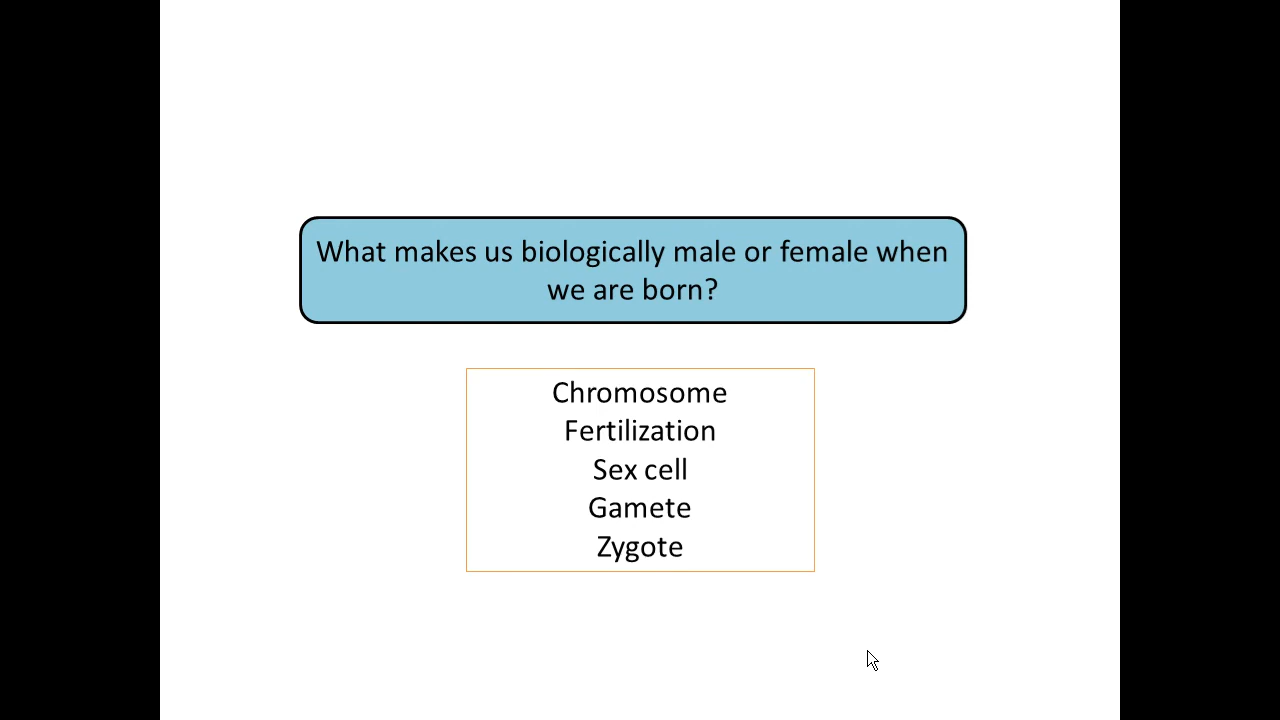 What makes us biologically male or female when
we are born?
Chromosome
Fertilization
Sex cell
Gamete
Zygote